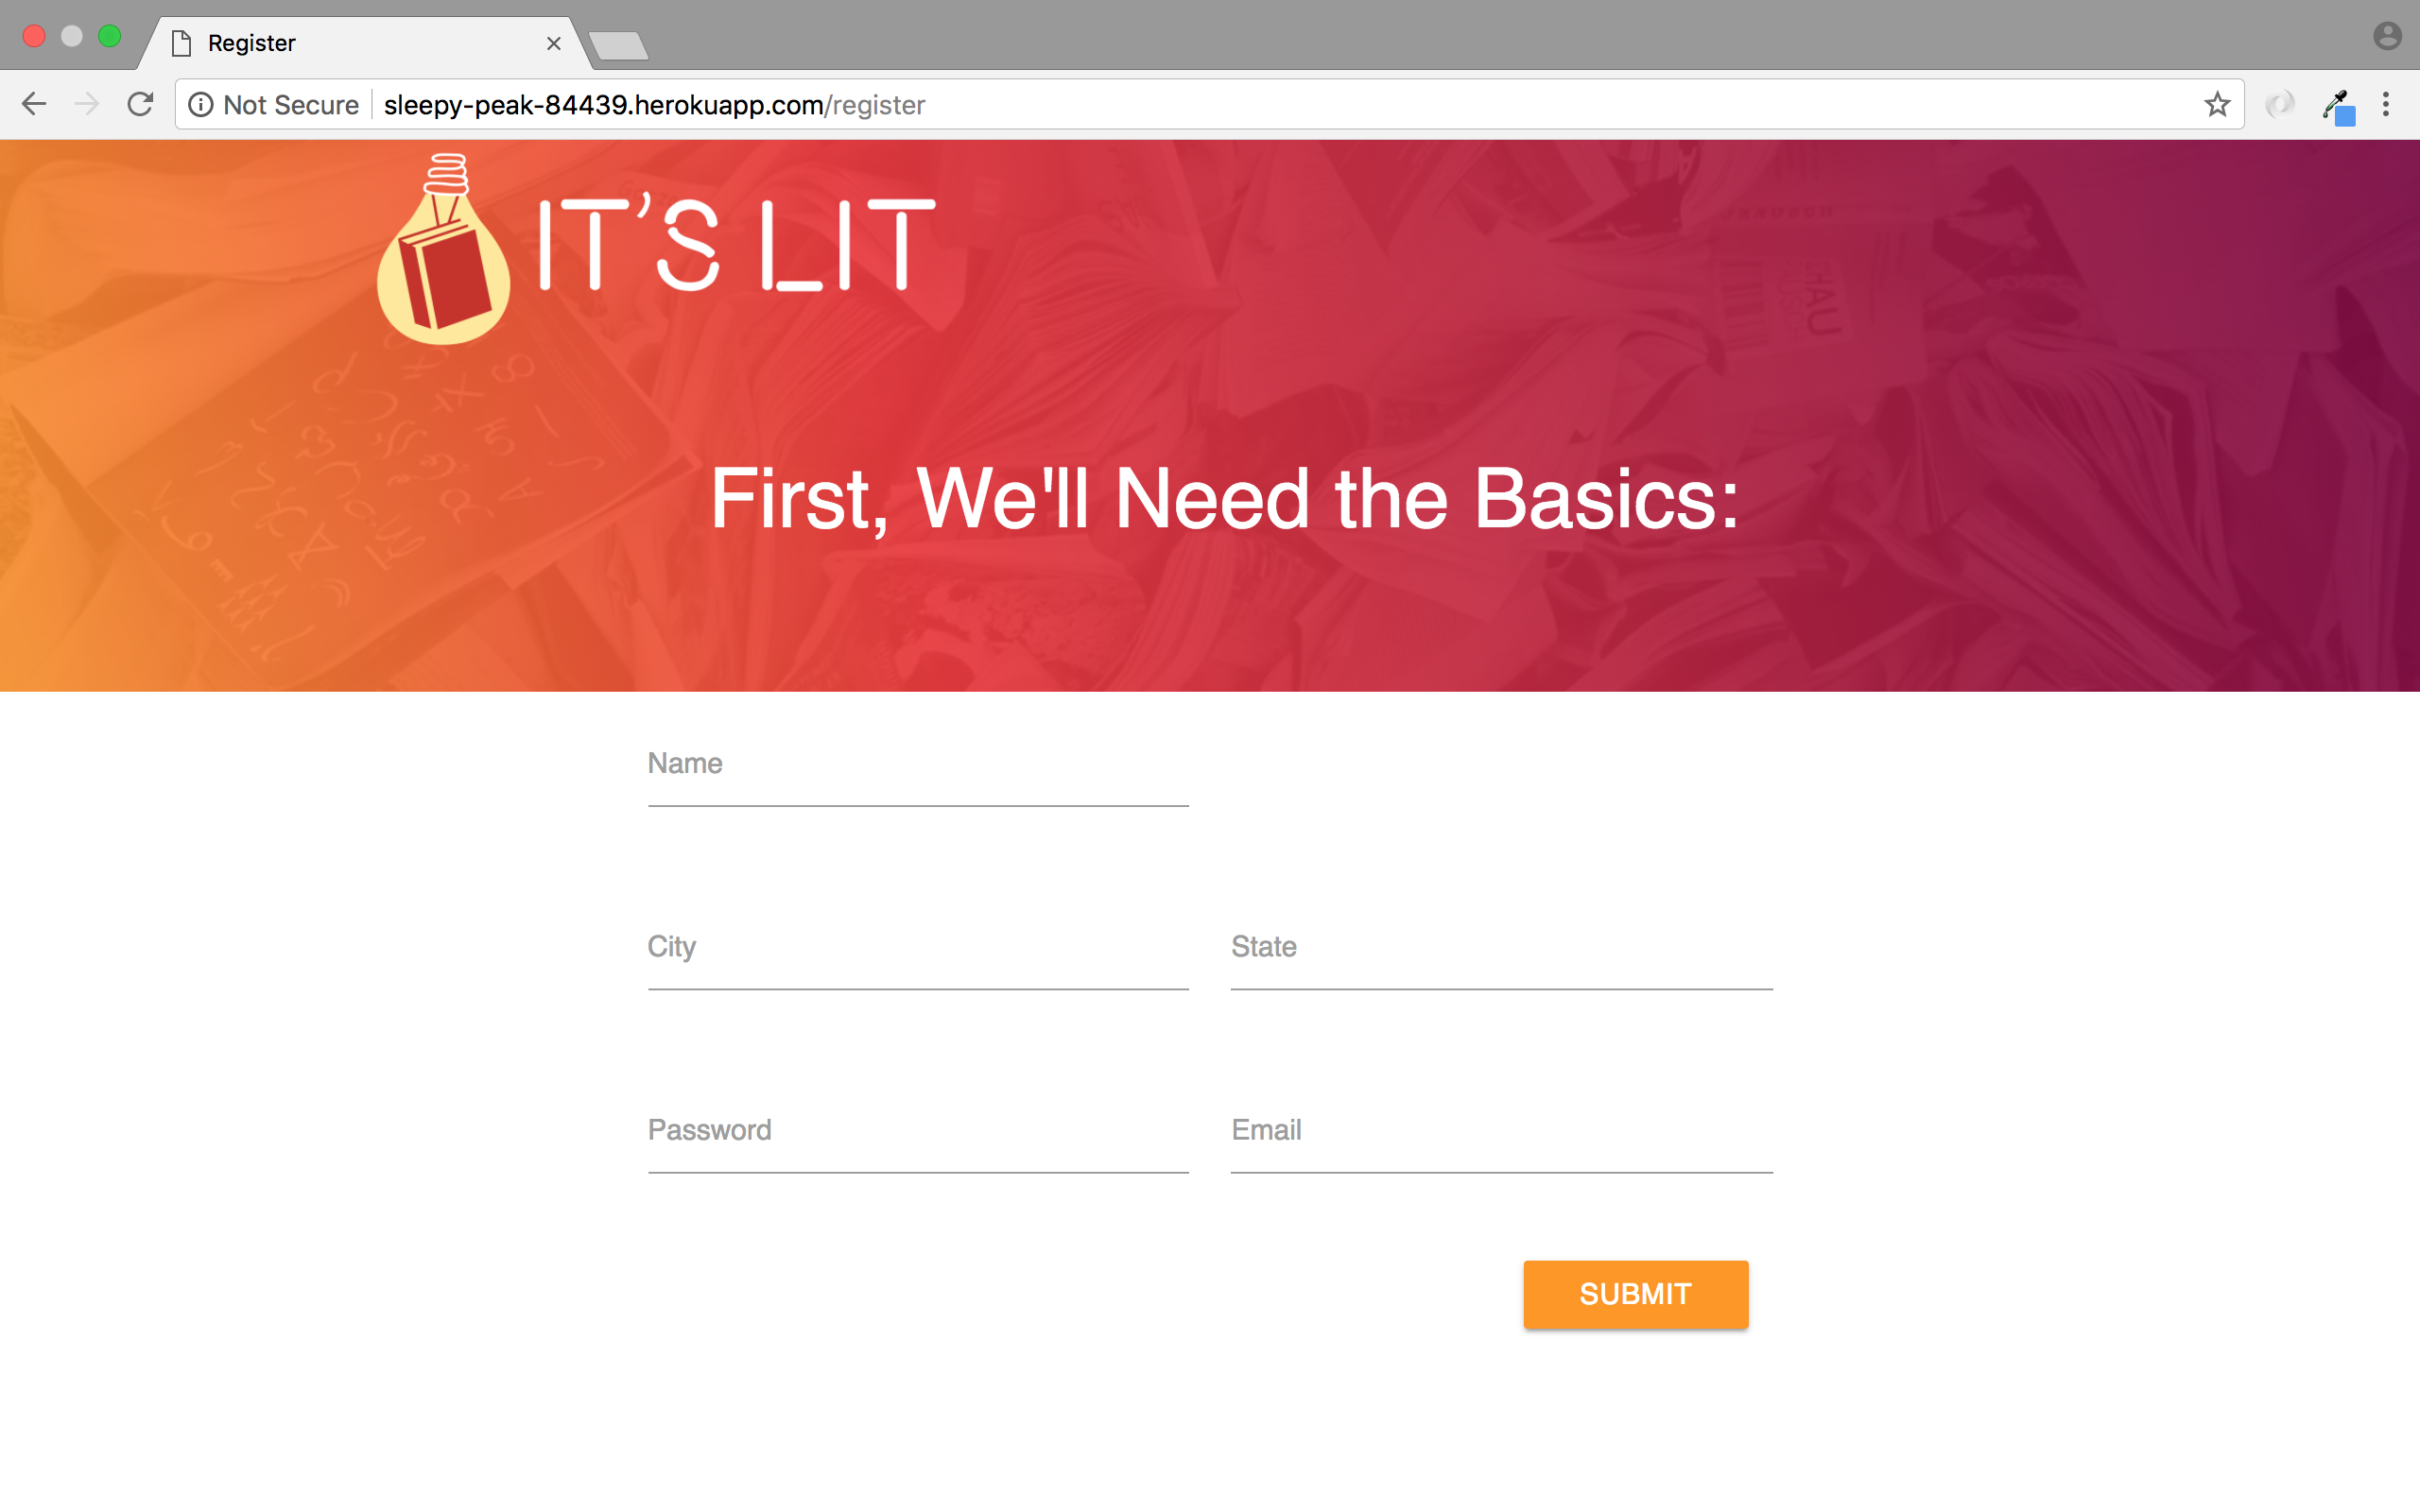 Register
Not Secure
sleepy-peak-84439.herokuapp.com/register
IT'S LIT
First, We'll Need the Basics:
Name
City State
Password Email
SUBMIT